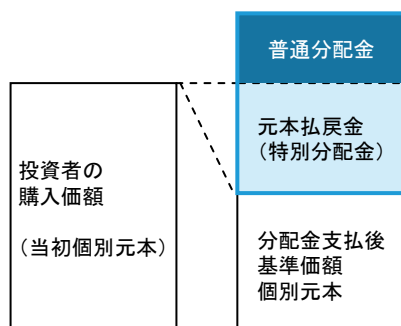 普通分配金
元本払戻金
（特別分配金）
投資者の
購入価額
（当初個別元本）
分配金支払後
基準価額
個別元本